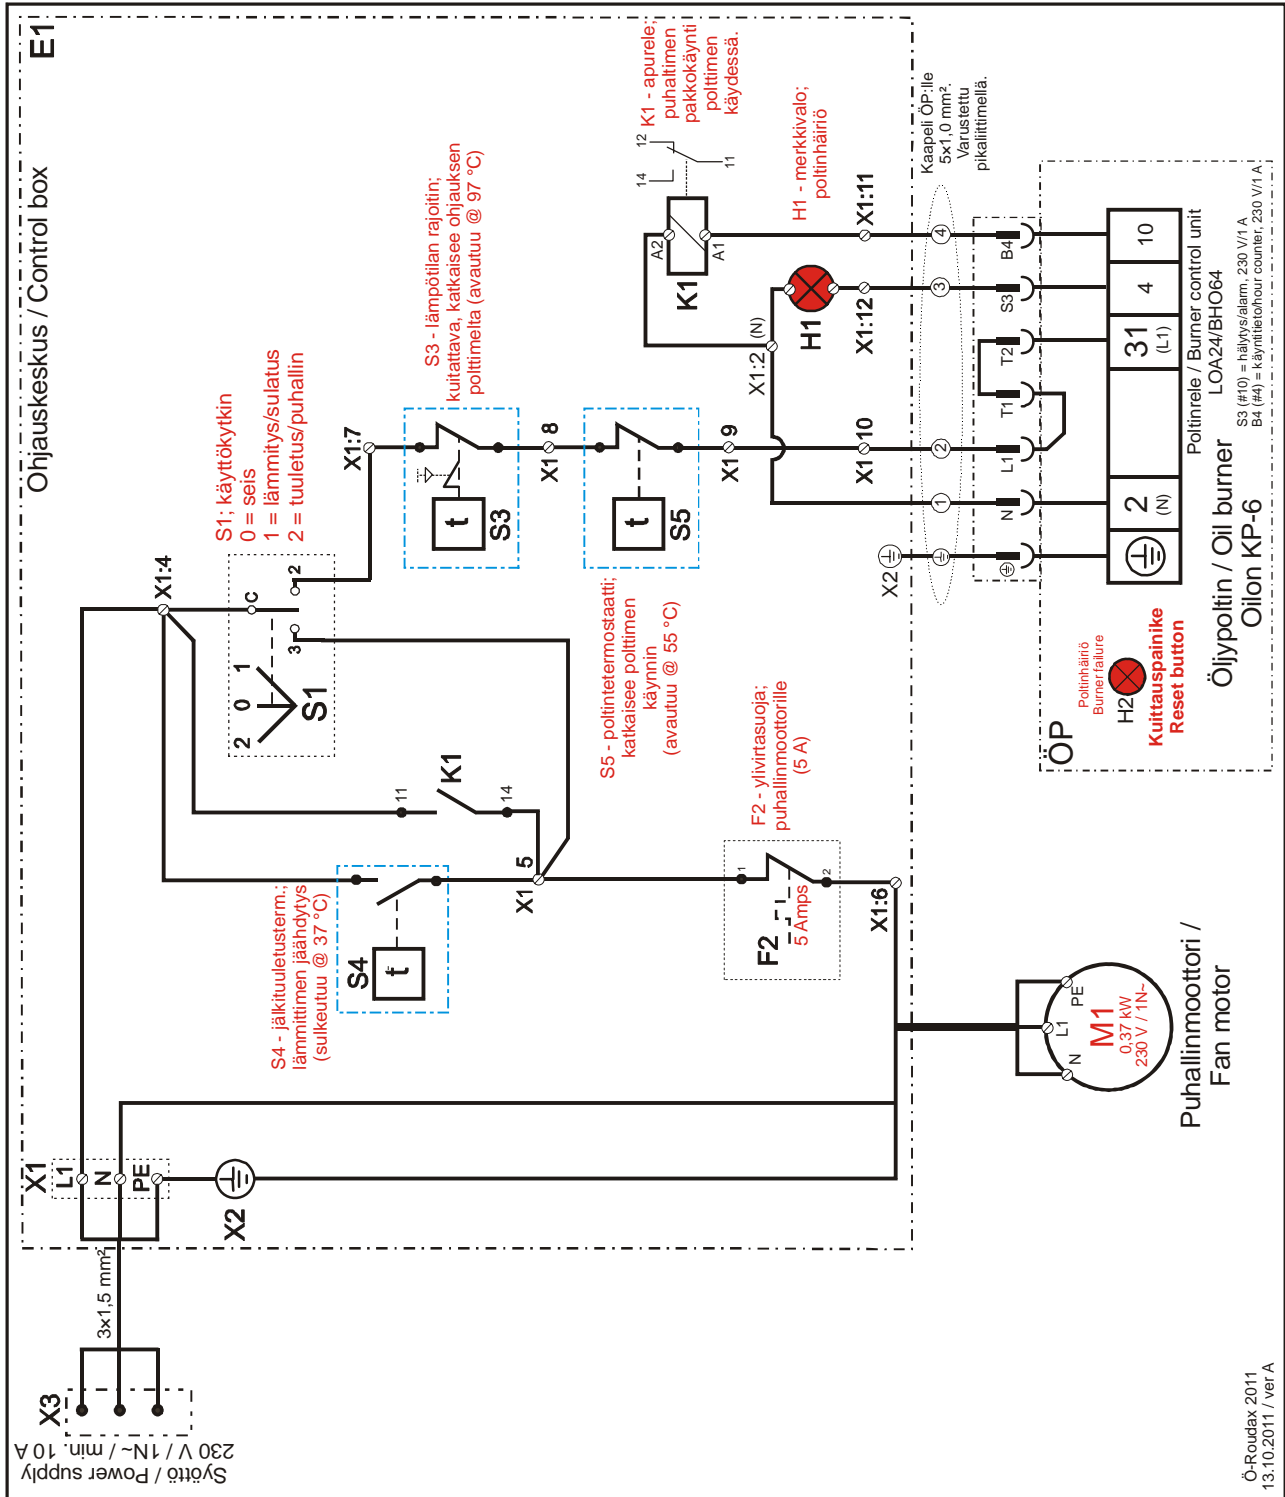 Ohjauskeskus / Control box
E1
S1; käyttökytkin
0 = seis
1 = lämmitys/sulatus
2 = tuuletus/puhallin
S3 - lämpötilan rajoitin;
kuitattava, katkaisee ohjauksen
polttimelta (avautuu @ 97 °C)
K1 - apurele;
puhaltimen
pakkokäynti
polttimen
käydessä.
12
14
11
H1 - merkkivalo;
poltinhäiriö
Kaapeli ÖP:lle
5x1,0 mm².
Varustettu
pikaliittimellä.
X1:4
C
2
3
2 0 1
S1
X1:7
t
S3
X1 8
t
S5
X1 9
X1 10
X1:2 (N)
A2
A1
K1
H1
X1:12
X1:11
S5 - poltintetermostaatti;
katkaisee polttimen
käynnin
(avautuu @ 55 °C)
11
K1
14
S4 - jälkituuletusterm.;
lämmittimen jäähdytys
(sulkeutuu @ 37 °C)
t
S4
X1 5
F2 - ylivirtasuoja;
puhallinmoottorille
(5 A)
1
F2
5 Amps
2
X1:6
X1
L1
N
PE
X2
3x1,5 mm²
X3
Syöttö / Power supply
230 V / 1N~ / min. 10 A
X2
1
2
3
4
N
L1
T1
T2
S3
B4
2
(N)
31
(L1)
4
10
Poltinrele / Burner control unit
LOA24/BHO64
S3 (#10) = hälytys/alarm, 230 V/1 A
B4 (#4) = käyntitieto/hour counter, 230 V/1 A
Öljypoltin / Oil burner
Oilon KP-6
ÖP
Poltinhäiriö
Burner failure
H2
Kuittauspainike
Reset button
N
L1
PE
M1
0,37 kW
230 V / 1N~
Puhallinmoottori /
Fan motor
Ö-Roudax 2011
13.10.2011 / ver A